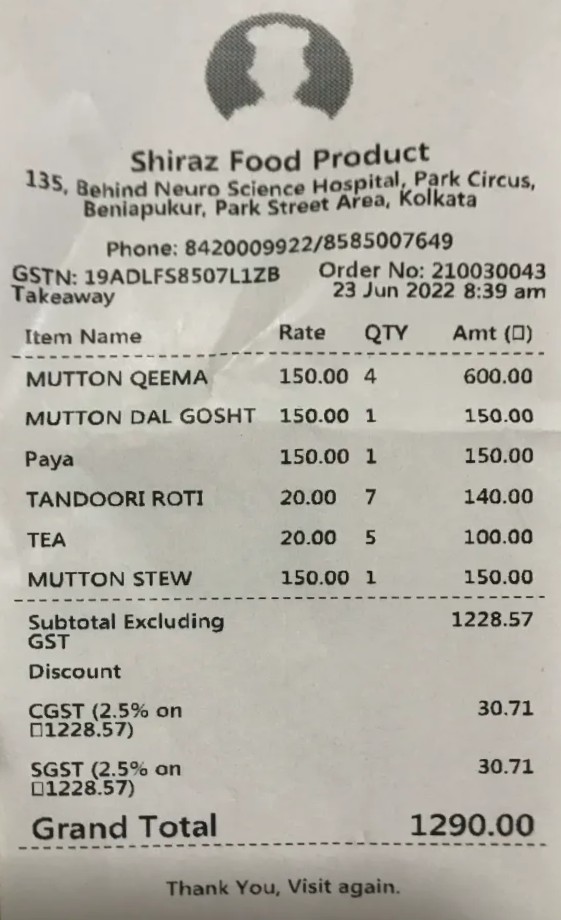 Shiraz Food Product
135, Behind Neuro Science Hospital, Park Circus,
Beniapukur, Park Street Area, Kolkata
Phone: 8420009922/8585007649
GSTN: 19ADLFS8507L1ZB Order No: 210030043
Takeaway 23 Jun 2022 8:39 am
Item Name Rate QTY Amt (□)
MUTTON QEEMA 150.00 4 600.00
MUTTON DAL GOSHT 150.00 1 150.00
Paya 150.00 1 150.00
TANDOORI ROTI 20.00 7 140.00
TEA 20.00 5 100.00
MUTTON STEW 150.00 1 150.00
Subtotal Excluding 1228.57
GST
Discount
CGST (2.5% on 30.71
□1228.57)
SGST (2.5% on 30.71
□1228.57)
Grand Total 1290.00
Thank You, Visit again.